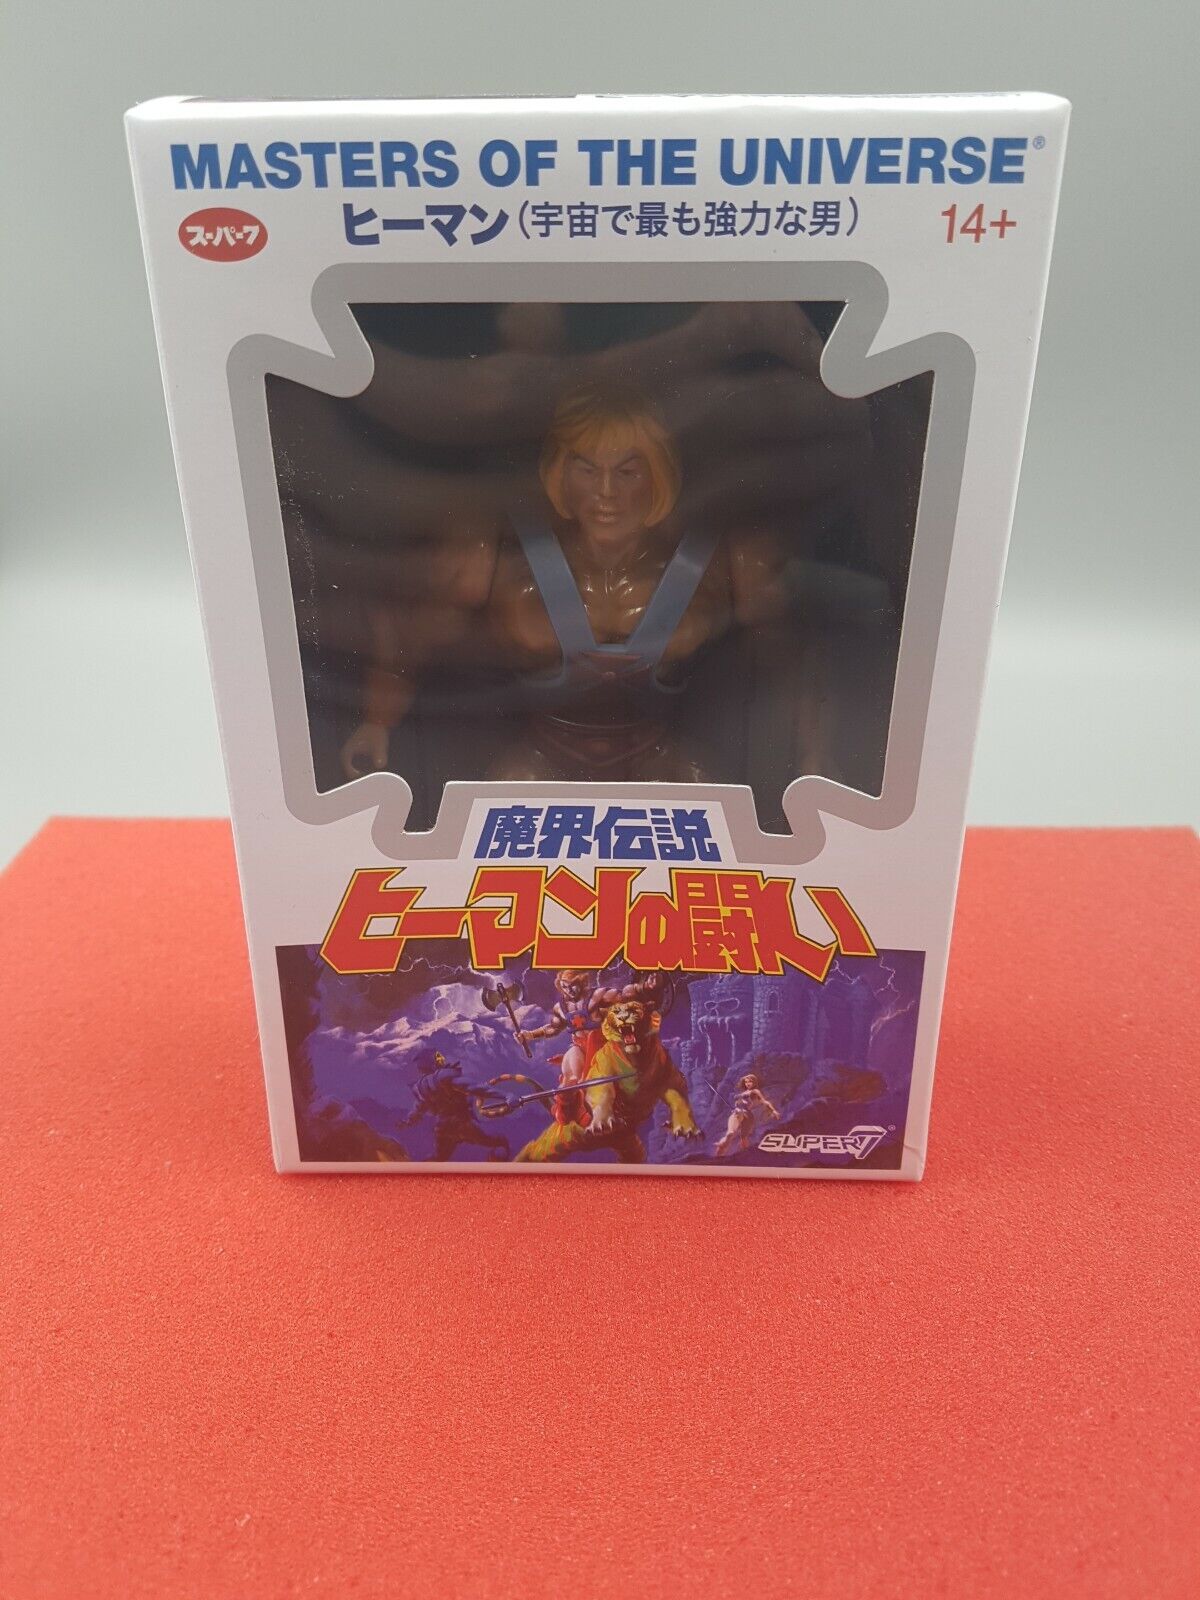 MASTERS OF THE UNIVERSE®
スーパー7 ヒーマン(宇宙で最も強力な男) 14+
魔界伝説
ヒーマンの闘い
SUPER7®